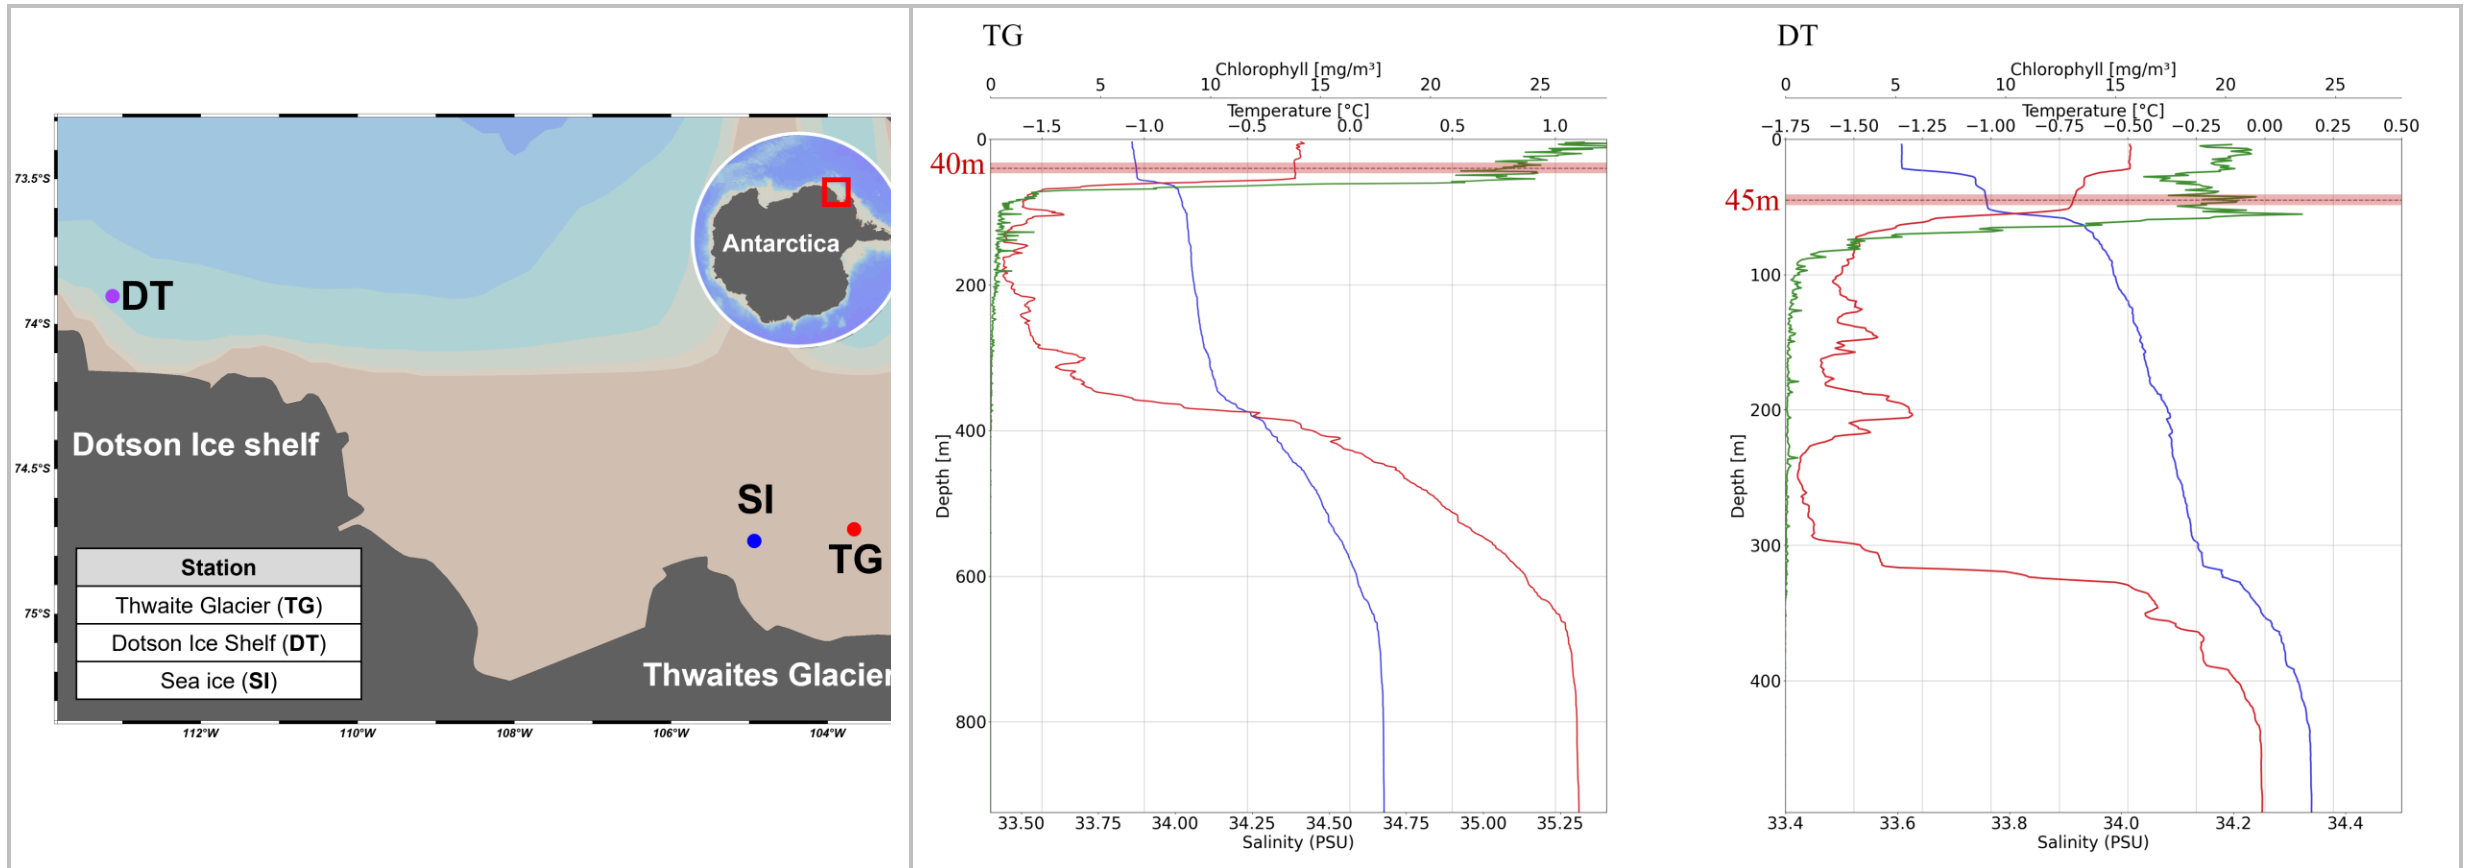 73.5°S
74°S
74.5°S
75°S
112°W 110°W 108°W 106°W 104°W
Antarctica
DT
Dotson Ice shelf
SI
TG
Thwaites Glacier
Station
Thwaite Glacier (TG)
Dotson Ice Shelf (DT)
Sea ice (SI)
TG
Chlorophyll [mg/m³]
0 5 10 15 20 25
Temperature [°C]
−1.5 −1.0 −0.5 0.0 0.5 1.0
0
40m
200
400
600
800
Depth [m]
33.50 33.75 34.00 34.25 34.50 34.75 35.00 35.25
Salinity (PSU)
DT
Chlorophyll [mg/m³]
0 5 10 15 20 25
Temperature [°C]
−1.75 −1.50 −1.25 −1.00 −0.75 −0.50 −0.25 0.00 0.25 0.50
0
45m
100
200
300
400
Depth [m]
33.4 33.6 33.8 34.0 34.2 34.4
Salinity (PSU)